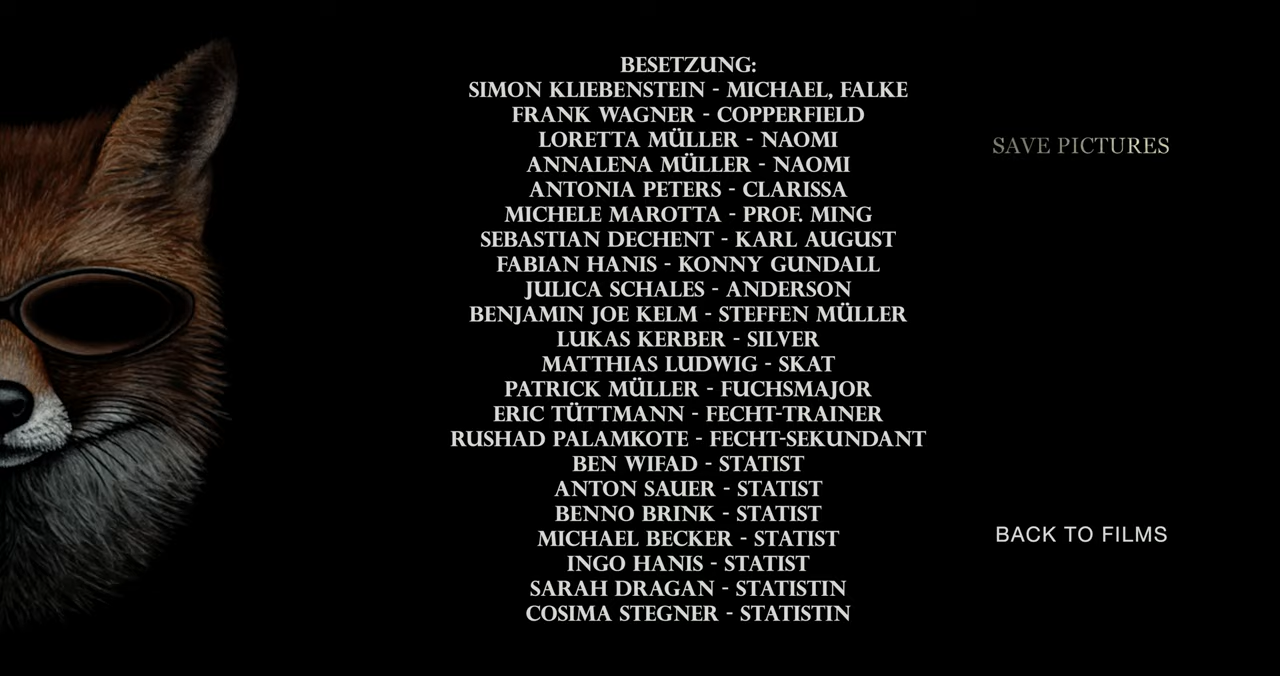 BESETZUNG:
SIMON KLIEBENSTEIN - MICHAEL, FALKE
FRANK WAGNER - COPPERFIELD
LORETTA MÜLLER - NAOMI
ANNALENA MÜLLER - NAOMI
ANTONIA PETERS - CLARISSA
MICHELE MAROTTA - PROF. MING
SEBASTIAN DECHENT - KARL AUGUST
FABIAN HANIS - KONNY GUNDALL
JULICA SCHALES - ANDERSON
BENJAMIN JOE KELM - STEFFEN MÜLLER
LUKAS KERBER - SILVER
MATTHIAS LUDWIG - SKAT
PATRICK MÜLLER - FUCHSMAJOR
ERIC TÜTTMANN - FECHT-TRAINER
RUSHAD PALAMKOTE - FECHT-SEKUNDANT
BEN WIFAD - STATIST
ANTON SAUER - STATIST
BENNO BRINK - STATIST
MICHAEL BECKER - STATIST
INGO HANIS - STATIST
SARAH DRAGAN - STATISTIN
COSIMA STEGNER - STATISTIN
SAVE PICTURES
BACK TO FILMS